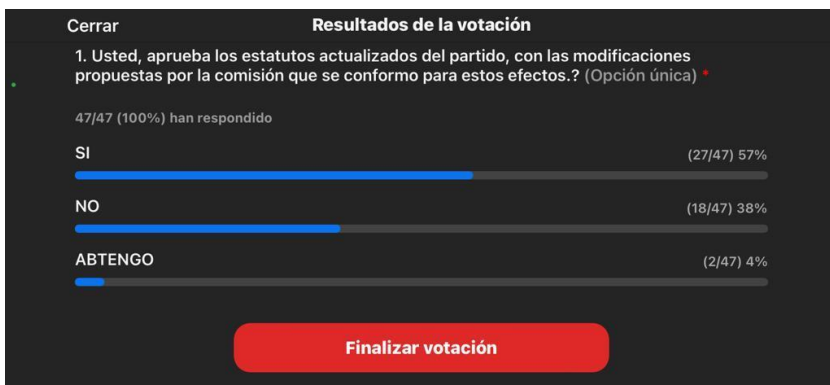 Cerrar
Resultados de la votación
1. Usted, aprueba los estatutos actualizados del partido, con las modificaciones
propuestas por la comisión que se conformo para estos efectos.? (Opción única) *
47/47 (100%) han respondido
SI (27/47) 57%
NO (18/47) 38%
ABTENGO (2/47) 4%
Finalizar votación